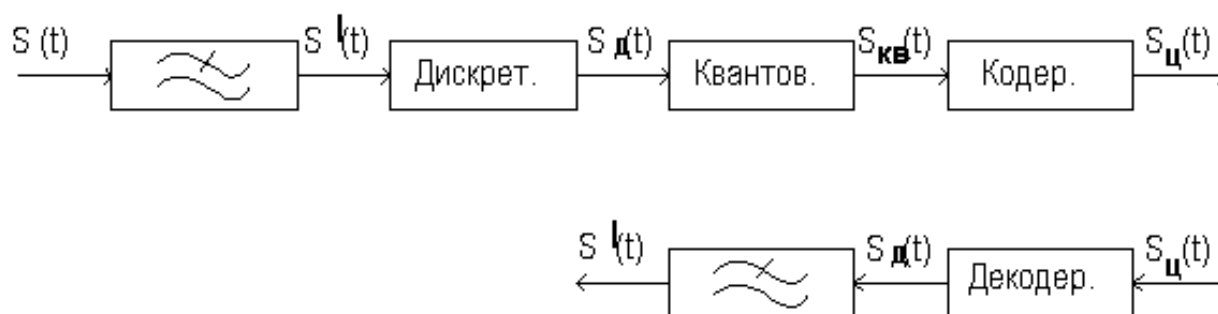 S (t) S ǀ(t) S д(t) Sкв(t) Sц(t)
Дискрет. Квантов. Кодер.
S ǀ(t) S д(t) Sц(t)
Декодер.